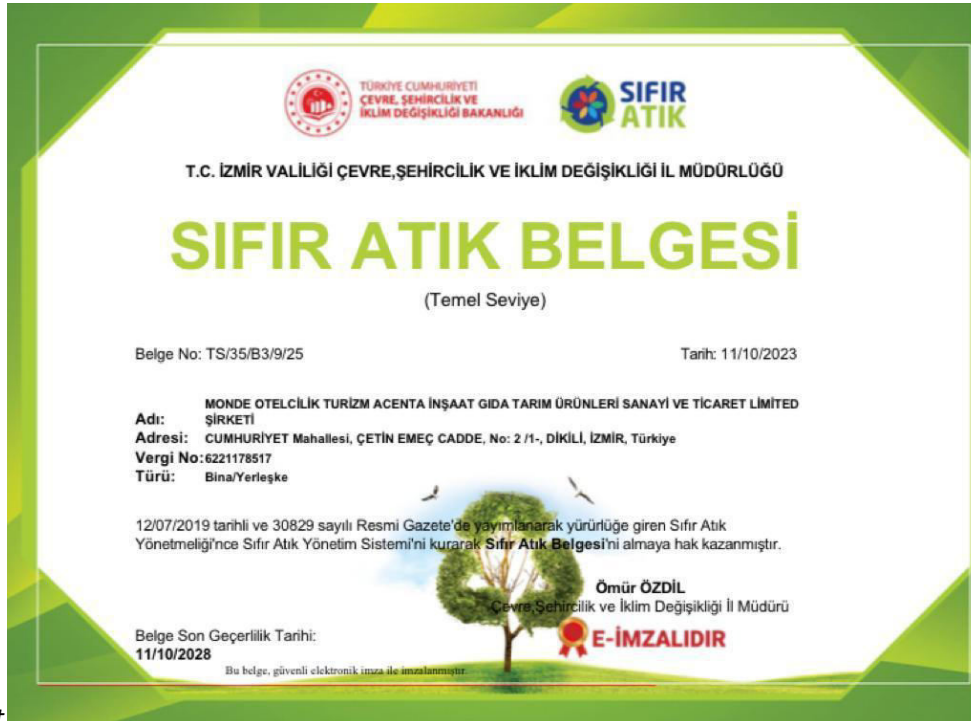 TÜRKİYE CUMHURİYETİ
ÇEVRE, ŞEHİRCİLİK VE
İKLİM DEĞİŞİKLİĞİ BAKANLIĞI
SIFIR
ATIK
T.C. İZMİR VALİLİĞİ ÇEVRE,ŞEHİRCİLİK VE İKLİM DEĞİŞİKLİĞİ İL MÜDÜRLÜĞÜ
SIFIR ATIK BELGESİ
(Temel Seviye)
Belge No: TS/35/B3/9/25 Tarih: 11/10/2023
MONDE OTELCİLİK TURİZM ACENTA İNŞAAT GIDA TARIM ÜRÜNLERİ SANAYİ VE TİCARET LİMİTED
Adı: ŞİRKETİ
Adresi: CUMHURİYET Mahallesi, ÇETİN EMEÇ CADDE, No: 2 /1-, DİKİLİ, İZMİR, Türkiye
Vergi No:6221178517
Türü: Bina/Yerleşke
12/07/2019 tarihli ve 30829 sayılı Resmi Gazete'de yayımlanarak yürürlüğe giren Sıfır Atık
Yönetmeliği'nce Sıfır Atık Yönetim Sistemi'ni kurarak Sıfır Atık Belgesi'ni almaya hak kazanmıştır.
Ömür ÖZDİL
Çevre,Şehircilik ve İklim Değişikliği İl Müdürü
E-İMZALIDIR
Belge Son Geçerlilik Tarihi:
11/10/2028
Bu belge, güvenli elektronik imza ile imzalanmıştır.